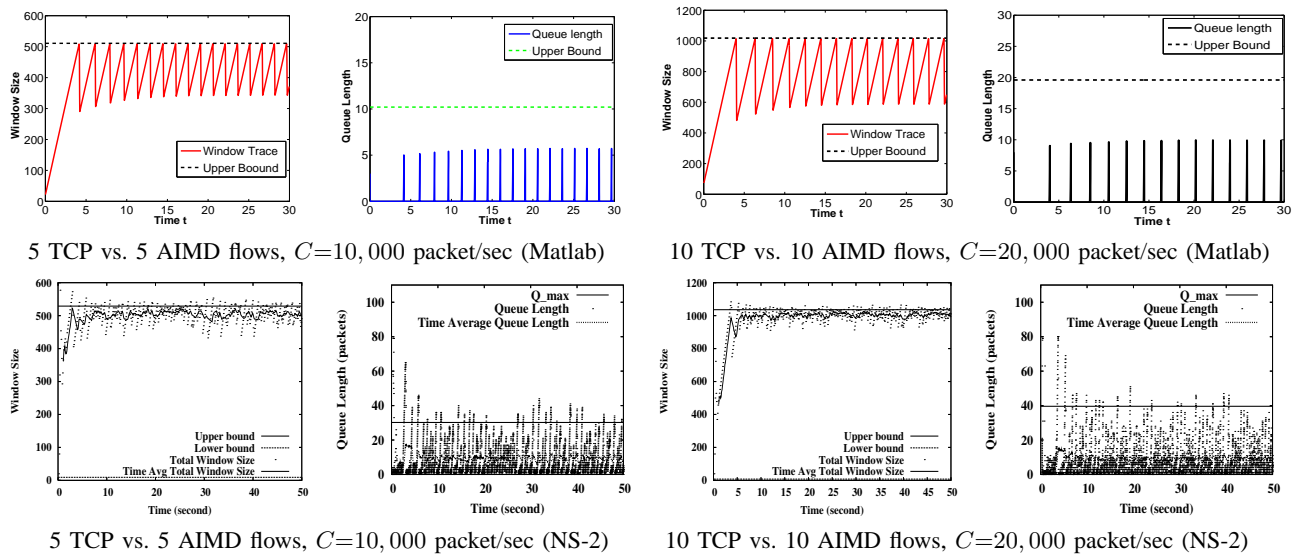 600
500
400
300
200
100
0
Window Size
0 5 10 15 20 25 30
Time t
Window Trace
Upper Boound
20
15
10
5
0
Queue Length
0 5 10 15 20 25 30
Time t
Queue length
Upper Bound
1200
1000
800
600
400
200
0
Window Size
0 5 10 15 20 25 30
Time t
Window Trace
Upper Boound
30
25
20
15
10
5
0
Queue Length
0 5 10 15 20 25 30
Time t
Queue length
Upper Bound
5 TCP vs. 5 AIMD flows, C=10, 000 packet/sec (Matlab)
10 TCP vs. 10 AIMD flows, C=20, 000 packet/sec (Matlab)
600
500
400
300
200
100
0
Window Size
0 10 20 30 40 50
Time (second)
Upper bound
Lower bound
Total Window Size
Time Avg Total Window Size
100
80
60
40
20
0
Queue Length (packets)
0 10 20 30 40 50
Time (second)
Q_max
Queue Length
Time Average Queue Length
1200
1080
960
840
720
600
480
360
240
120
0
Window Size
0 5 10 15 20 25 30 35 40 45 50
Time (second)
Upper bound
Lower bound
Total Window Size
Time Avg Total Window Size
100
80
60
40
20
0
Queue Length (packets)
0 10 20 30 40 50
Time (second)
Q_max
Queue Length
Time Average Queue Length
5 TCP vs. 5 AIMD flows, C=10, 000 packet/sec (NS-2)
10 TCP vs. 10 AIMD flows, C=20, 000 packet/sec (NS-2)